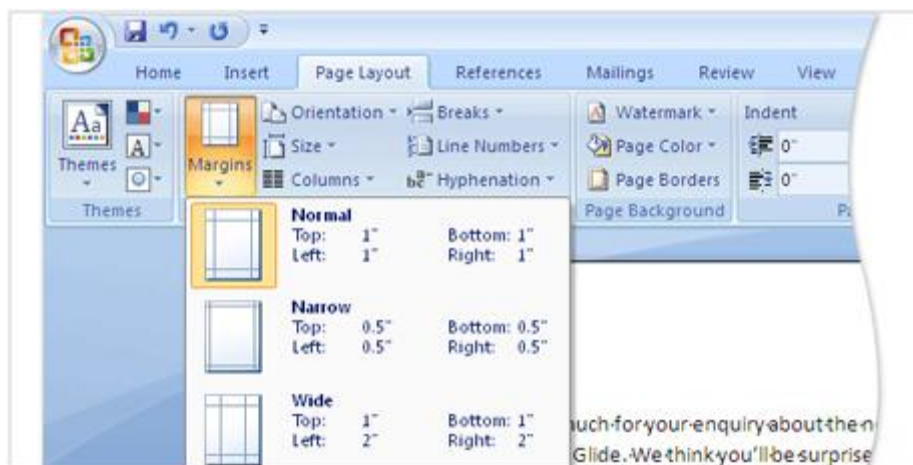 Home Insert Page Layout References Mailings Review View
Aa
Themes
Themes
A
Margins
Orientation
Size
Columns
Breaks
Line Numbers
Hyphenation
Watermark
Page Color
Page Borders
Page Background
Indent
0"
0"
Normal
Top: 1" Bottom: 1"
Left: 1" Right: 1"
Narrow
Top: 0.5" Bottom: 0.5"
Left: 0.5" Right: 0.5"
Wide
Top: 1" Bottom: 1"
Left: 2" Right: 2"
for your enquiry about the
Glide. We think you'll be surprise